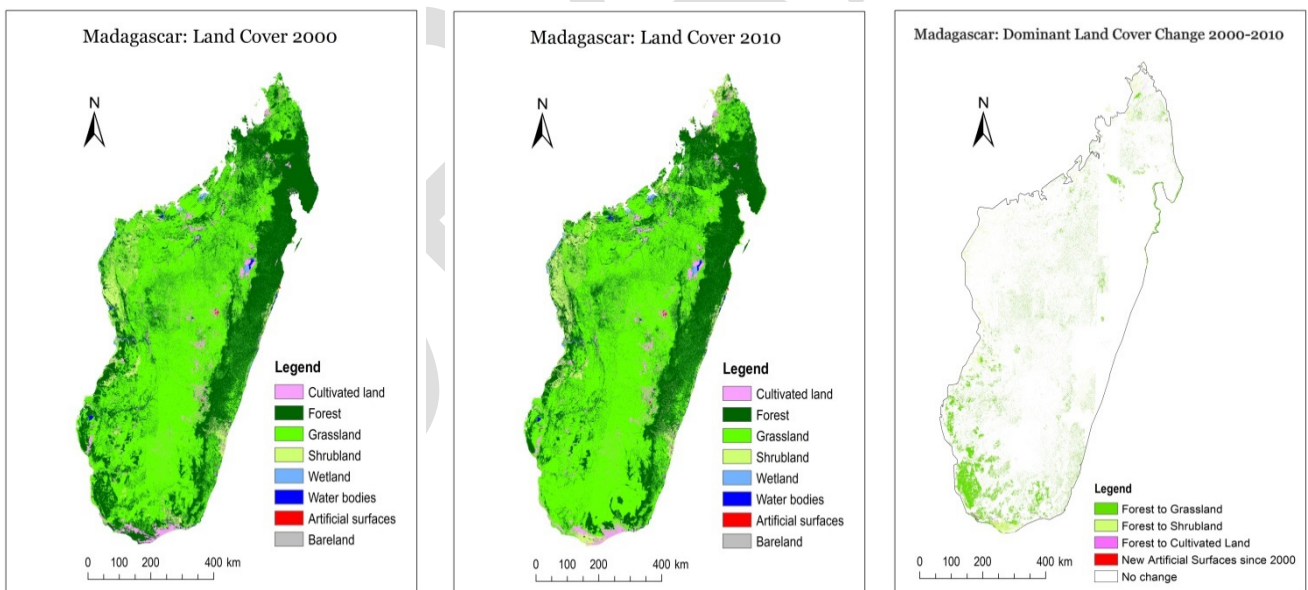 Madagascar: Land Cover 2000
N
Legend
Cultivated land
Forest
Grassland
Shrubland
Wetland
Water bodies
Artificial surfaces
Bareland
0 100 200 400 km
Madagascar: Land Cover 2010
N
Legend
Cultivated land
Forest
Grassland
Shrubland
Wetland
Water bodies
Artificial surfaces
Bareland
0 100 200 400 km
Madagascar: Dominant Land Cover Change 2000-2010
N
Legend
Forest to Grassland
Forest to Shrubland
Forest to Cultivated Land
New Artificial Surfaces since 2000
No change
0 100 200 400 km